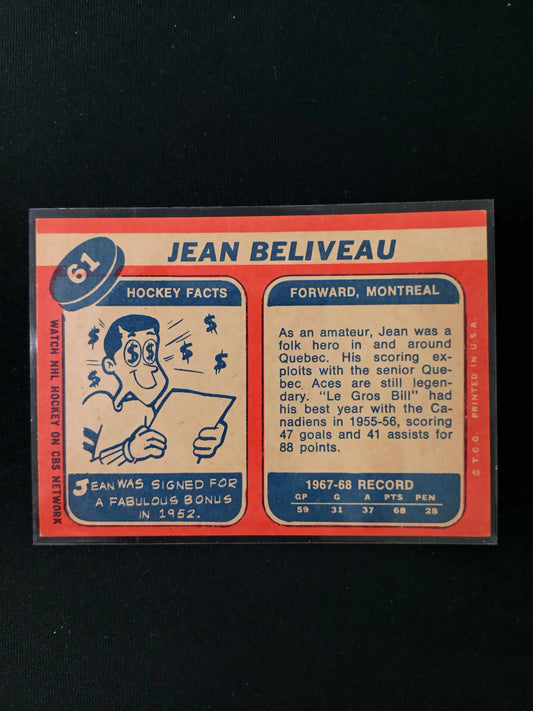 61
JEAN BELIVEAU
WATCH NHL HOCKEY ON CBS NETWORK
HOCKEY FACTS
$ $ $ $ $ $ $ $
JEAN WAS SIGNED FOR
A FABULOUS BONUS
IN 1952.
FORWARD, MONTREAL
As an amateur, Jean was a
folk hero in and around
Quebec. His scoring ex-
ploits with the senior Que-
bec Aces are still legen-
dary. "Le Gros Bill" had
his best year with the Ca-
nadiens in 1955-56, scoring
47 goals and 41 assists for
88 points.
1967-68 RECORD
GP G A PTS PEN
59 31 37 68 28
© T.C.G. PRINTED IN U.S.A.